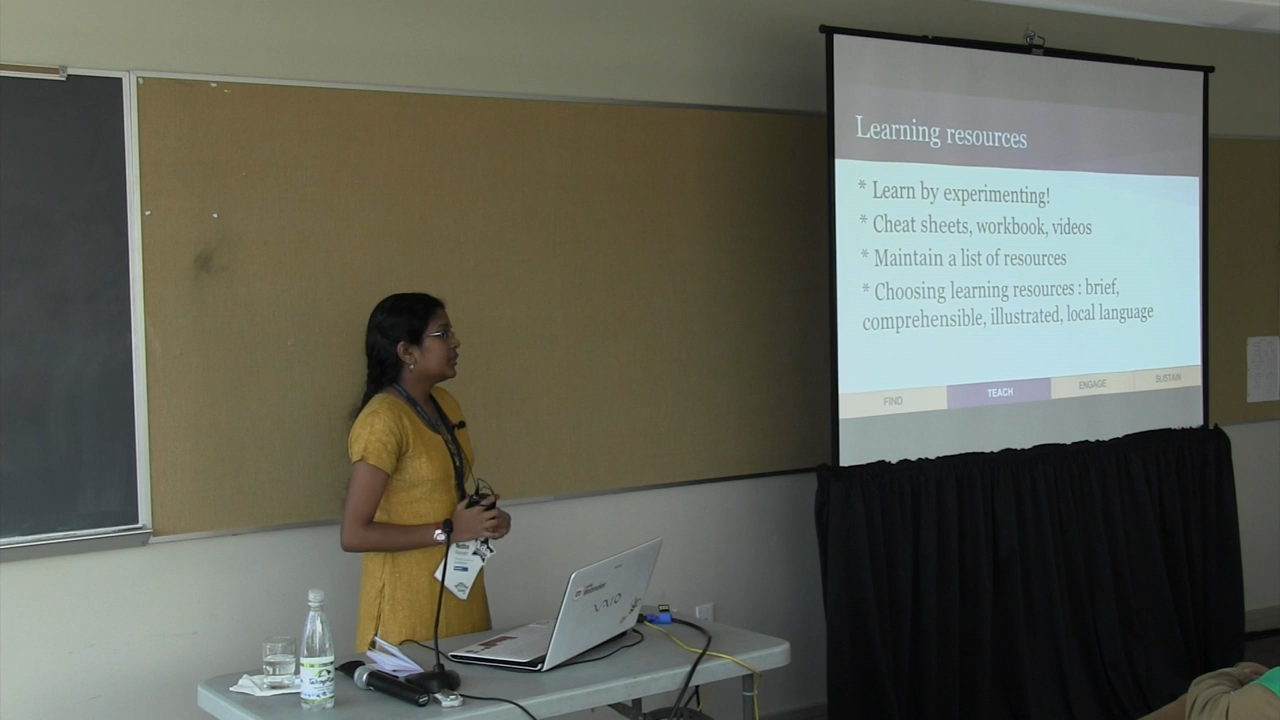 Learning resources
* Learn by experimenting!
* Cheat sheets, workbook, videos
* Maintain a list of resources
* Choosing learning resources : brief,
comprehensible, illustrated, local language
FIND
TEACH
ENGAGE
SUSTAIN
VAIO